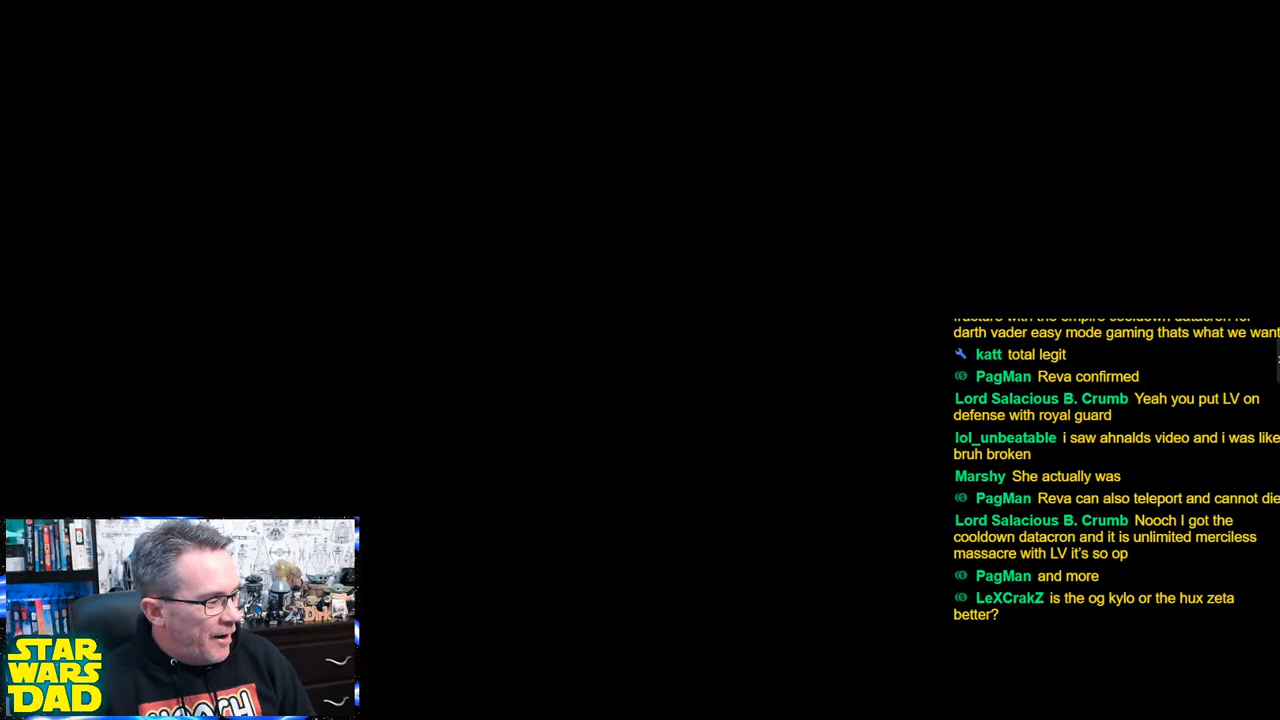 darth vader easy mode gaming thats what we want
katt total legit
PagMan Reva confirmed
Lord Salacious B. Crumb Yeah you put LV on
defense with royal guard
lol_unbeatable i saw ahnalds video and i was like
bruh broken
Marshy She actually was
PagMan Reva can also teleport and cannot die
Lord Salacious B. Crumb Nooch I got the
cooldown datacron and it is unlimited merciless
massacre with LV it's so op
PagMan and more
LeXCrakZ is the og kylo or the hux zeta
better?
STAR
WARS
DAD
NOOCH